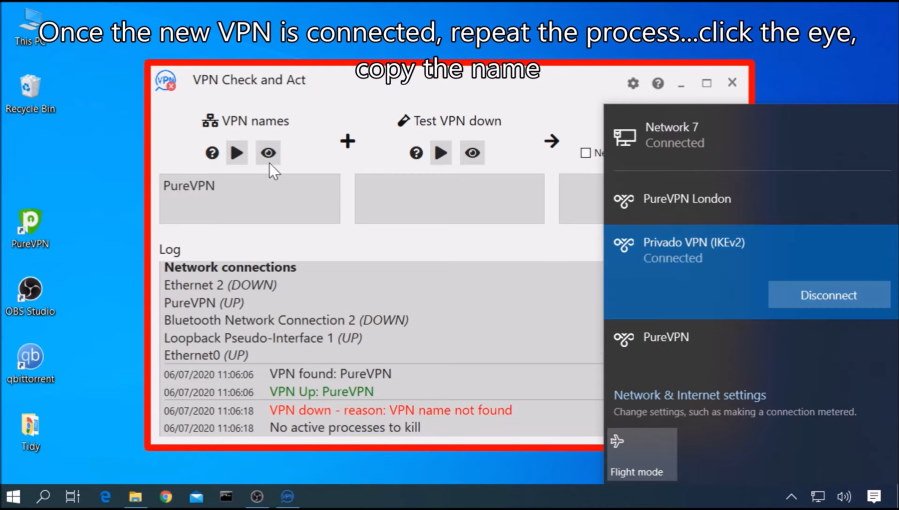 Once the new VPN is connected, repeat the process...click the eye,
copy the name
This PC
Recycle Bin
PureVPN
OBS Studio
qb
qbittorrent
Tidy
VPN
VPN Check and Act
VPN names
Test VPN down
Ne
PureVPN
Log
Network connections
Ethernet 2 (DOWN)
PureVPN (UP)
Bluetooth Network Connection 2 (DOWN)
Loopback Pseudo-Interface 1 (UP)
Ethernet0 (UP)
06/07/2020 11:06:06 VPN found: PureVPN
06/07/2020 11:06:06 VPN Up: PureVPN
06/07/2020 11:06:18 VPN down - reason: VPN name not found
06/07/2020 11:06:18 No active processes to kill
Network 7
Connected
PureVPN London
Privado VPN (IKEv2)
Connected
Disconnect
PureVPN
Network & Internet settings
Change settings, such as making a connection metered.
Flight mode